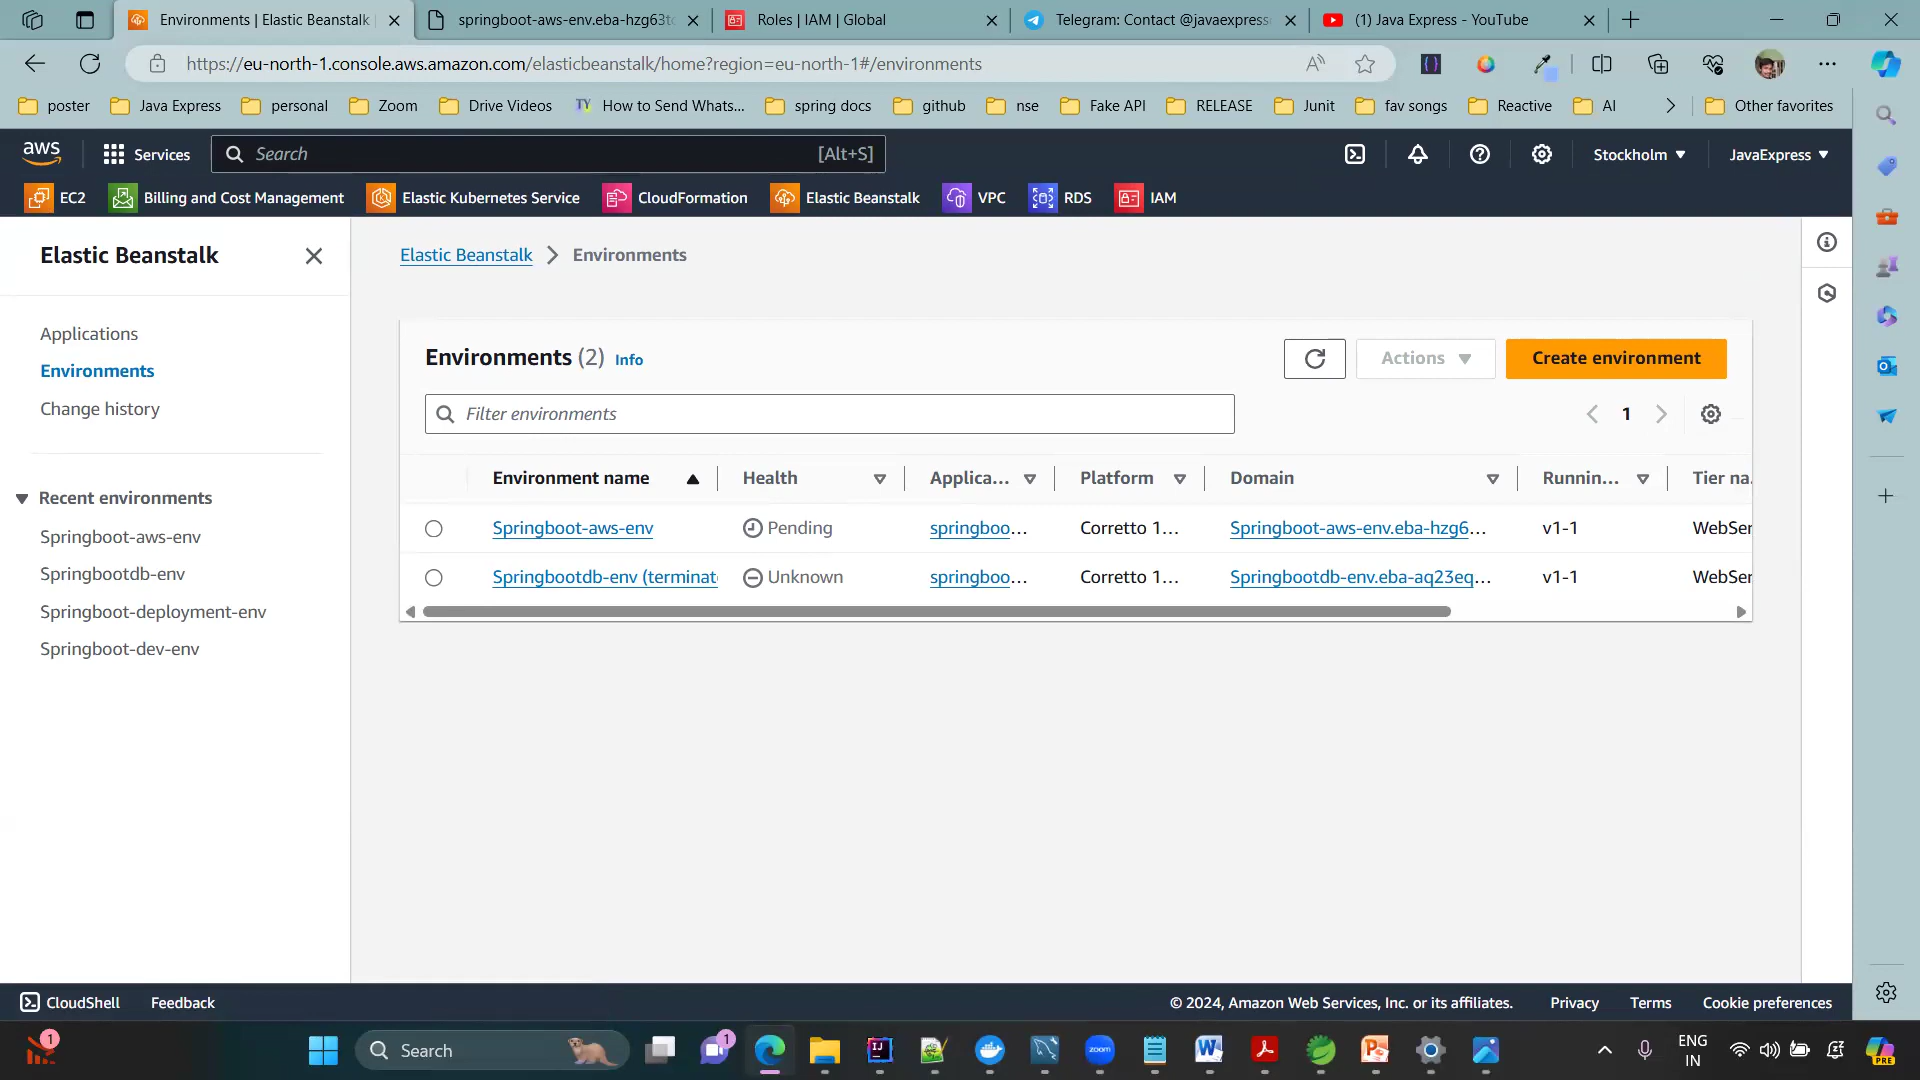 Environments | Elastic Beanstalk
springboot-aws-env.eba-hzg63t
Roles | IAM | Global
Telegram: Contact @javaexpress
(1) Java Express - YouTube
https://eu-north-1.console.aws.amazon.com/elasticbeanstalk/home?region=eu-north-1#/environments
poster
Java Express
personal
Zoom
Drive Videos
TY How to Send Whats...
spring docs
github
nse
Fake API
RELEASE
Junit
fav songs
Reactive
AI
Other favorites
aws
Services
Search
[Alt+S]
Stockholm
JavaExpress
EC2
Billing and Cost Management
Elastic Kubernetes Service
CloudFormation
Elastic Beanstalk
VPC
RDS
IAM
Elastic Beanstalk
Applications
Environments
Change history
Recent environments
Springboot-aws-env
Springbootdb-env
Springboot-deployment-env
Springboot-dev-env
Elastic Beanstalk
Environments
Environments (2) Info
Actions
Create environment
Filter environments
1
Environment name
Health
Applica...
Platform
Domain
Runnin...
Tier na.
Springboot-aws-env
Pending
springboo...
Corretto 1...
Springboot-aws-env.eba-hzg6...
v1-1
WebSer
Springbootdb-env (terminat
Unknown
springboo...
Corretto 1...
Springbootdb-env.eba-aq23eq...
v1-1
WebSer
CloudShell
Feedback
© 2024, Amazon Web Services, Inc. or its affiliates.
Privacy
Terms
Cookie preferences
1
Search
1
zoom
ENG
IN
PRE